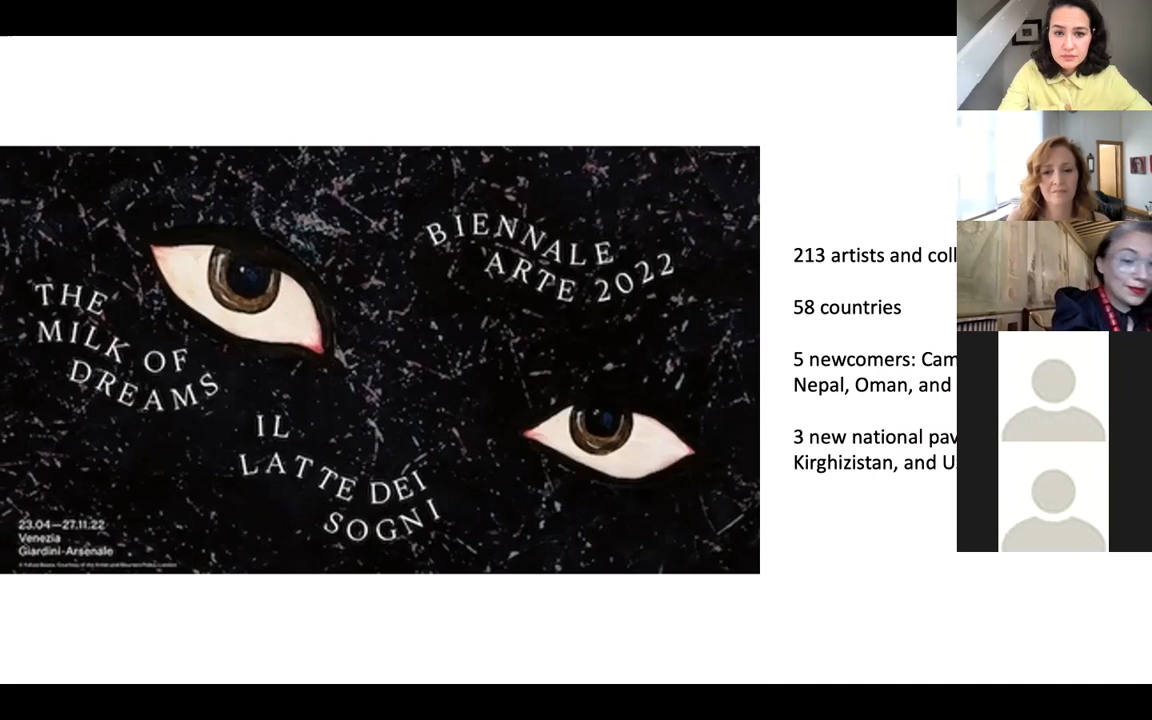 BIENNALE
ARTE 2022
THE
MILK OF
DREAMS
IL
LATTE DEI
SOGNI
23.04—27.11.22
Venezia
Giardini-Arsenale
213 artists and coll
58 countries
5 newcomers: Cam
Nepal, Oman, and
3 new national pav
Kirghizistan, and U